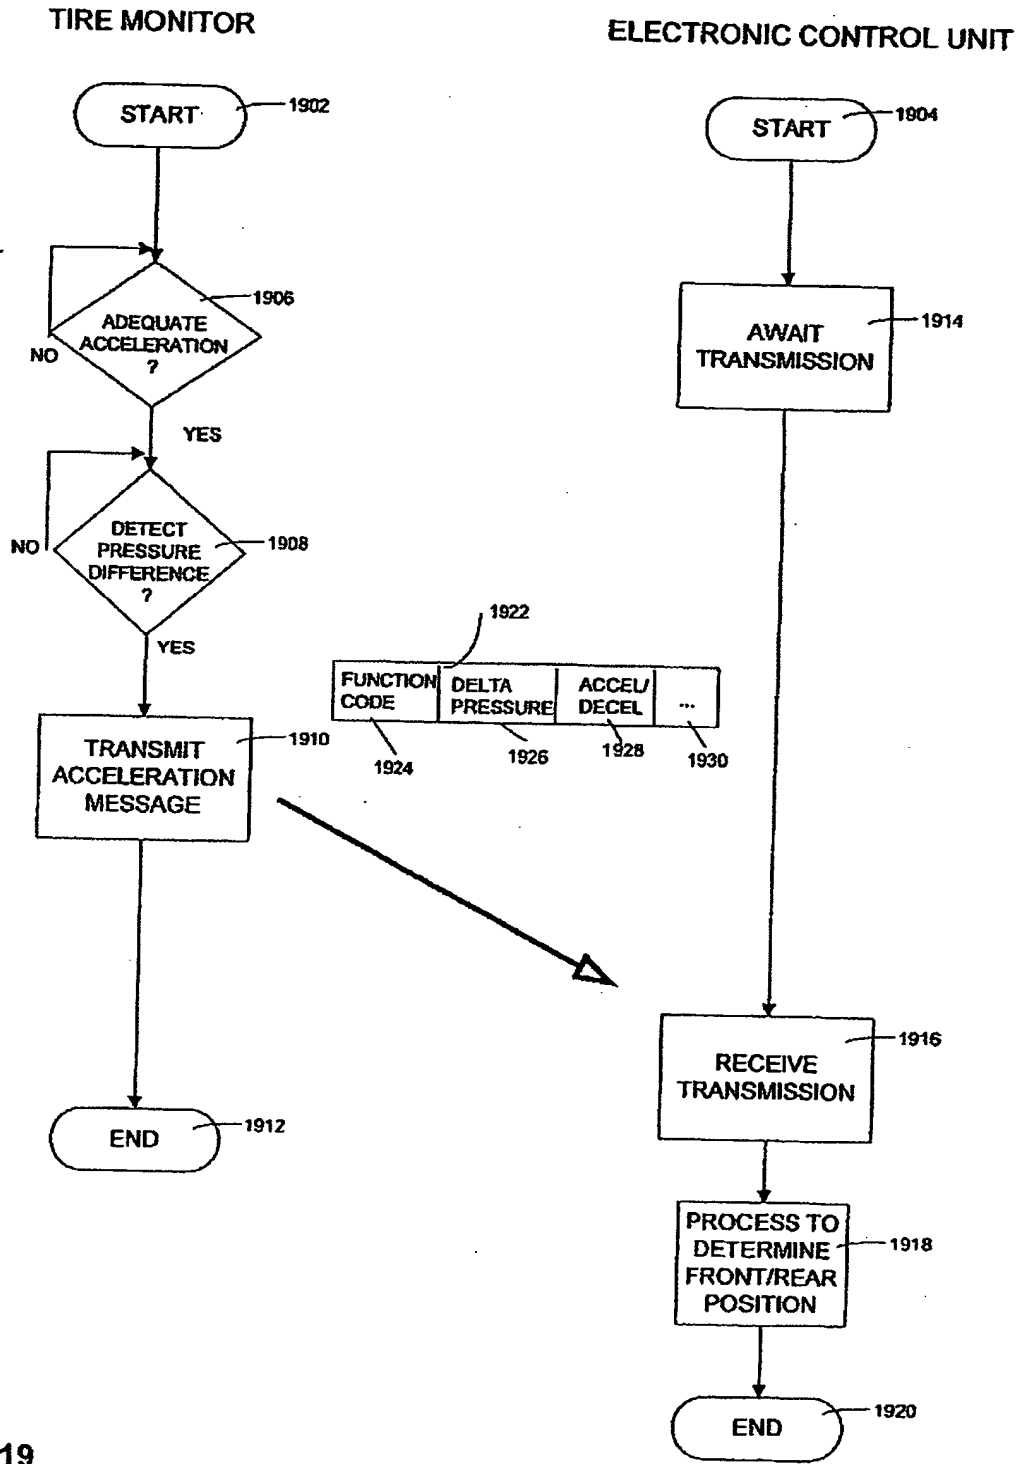 TIRE MONITOR
START
1902
ADEQUATE
ACCELERATION
?
1906
NO
YES
DETECT
PRESSURE
DIFFERENCE
?
1908
NO
YES
TRANSMIT
ACCELERATION
MESSAGE
1910
END
1912
1922
FUNCTION
CODE
DELTA
PRESSURE
ACCEL/
DECEL
...
1924
1926
1928
1930
ELECTRONIC CONTROL UNIT
START
1904
AWAIT
TRANSMISSION
1914
RECEIVE
TRANSMISSION
1916
PROCESS TO
DETERMINE
FRONT/REAR
POSITION
1918
END
1920
19